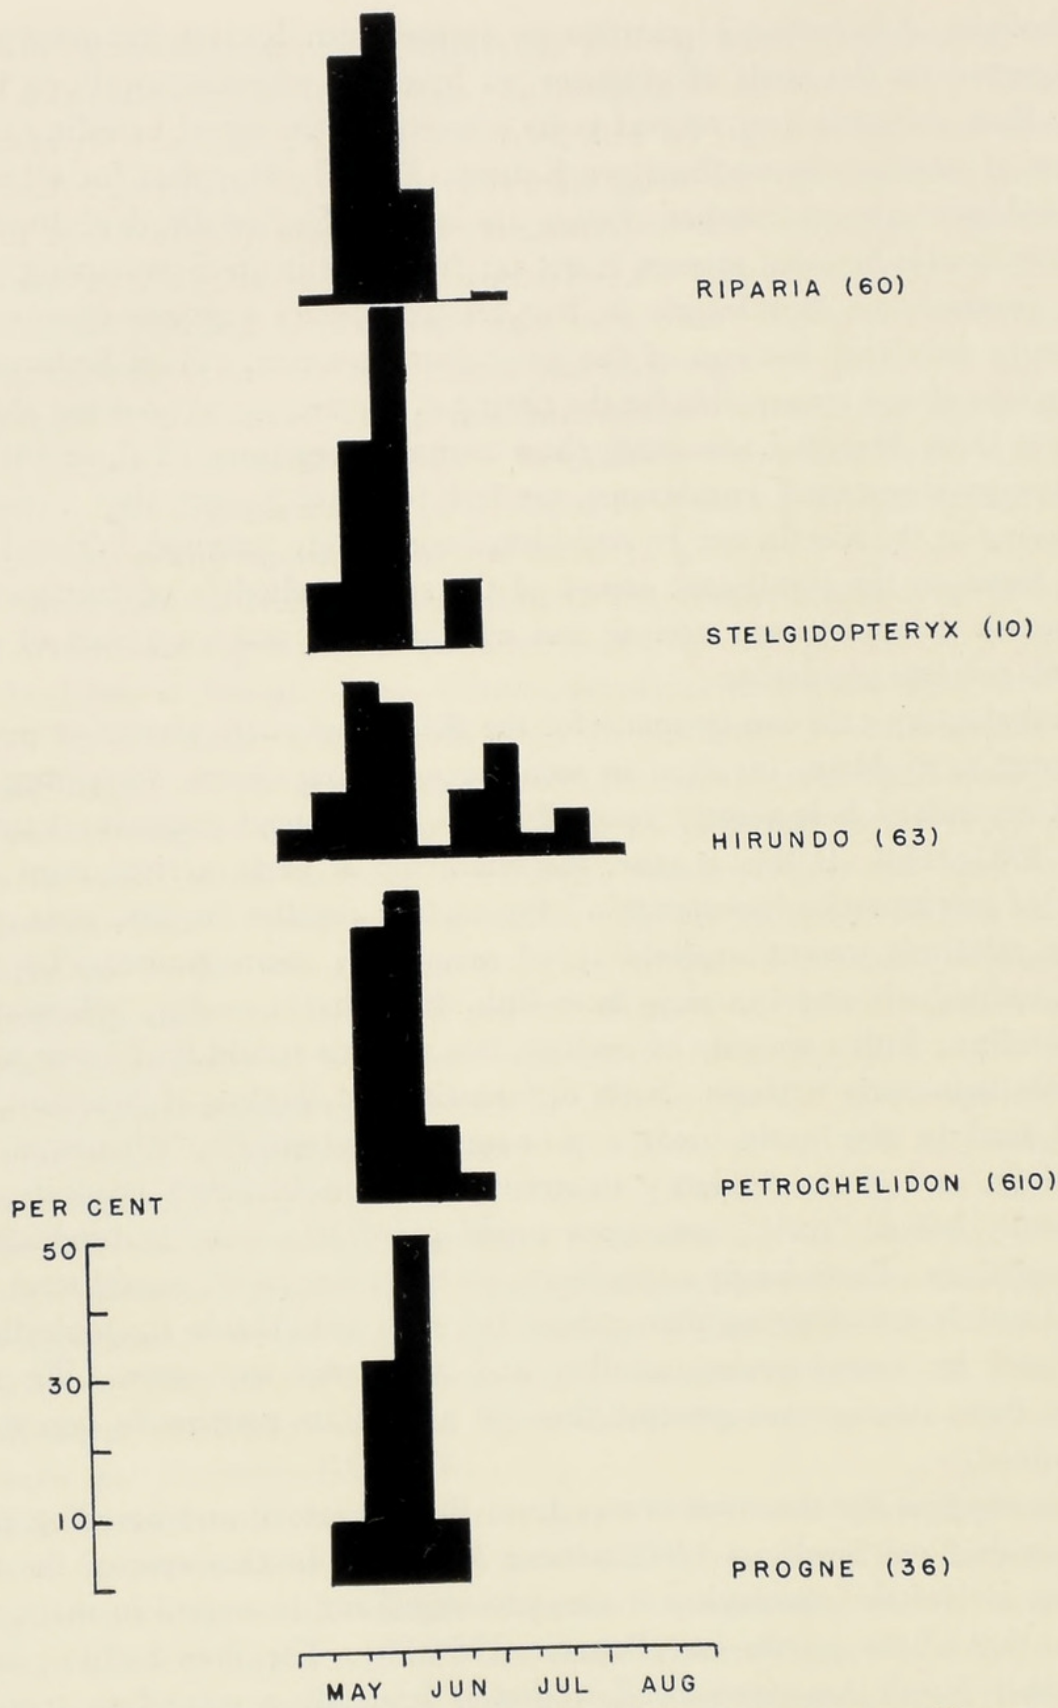 RIPARIA (60)
STELGIDOPTERYX (10)
HIRUNDO (63)
PETROCHELIDON (610)
PER CENT
50
30
10
PROGNE (36)
MAY JUN JUL AUG